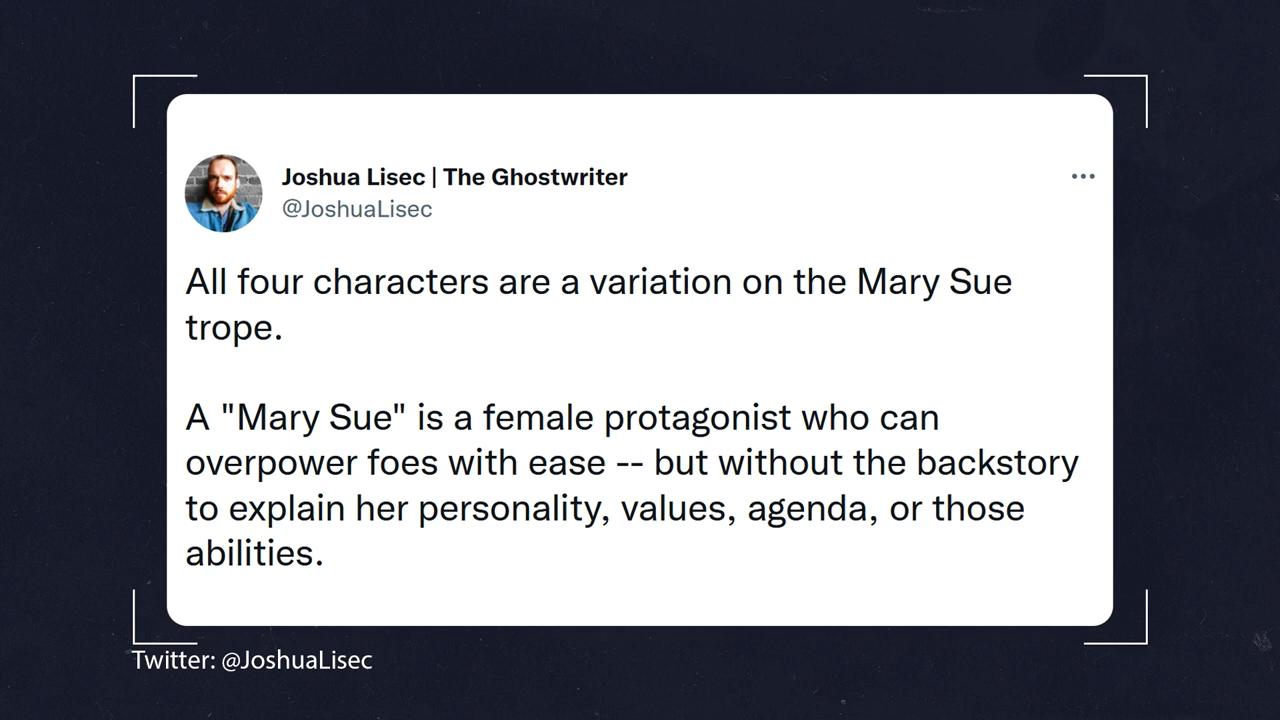 Joshua Lisec | The Ghostwriter
@JoshuaLisec
All four characters are a variation on the Mary Sue
trope.
A "Mary Sue" is a female protagonist who can
overpower foes with ease -- but without the backstory
to explain her personality, values, agenda, or those
abilities.
Twitter: @JoshuaLisec